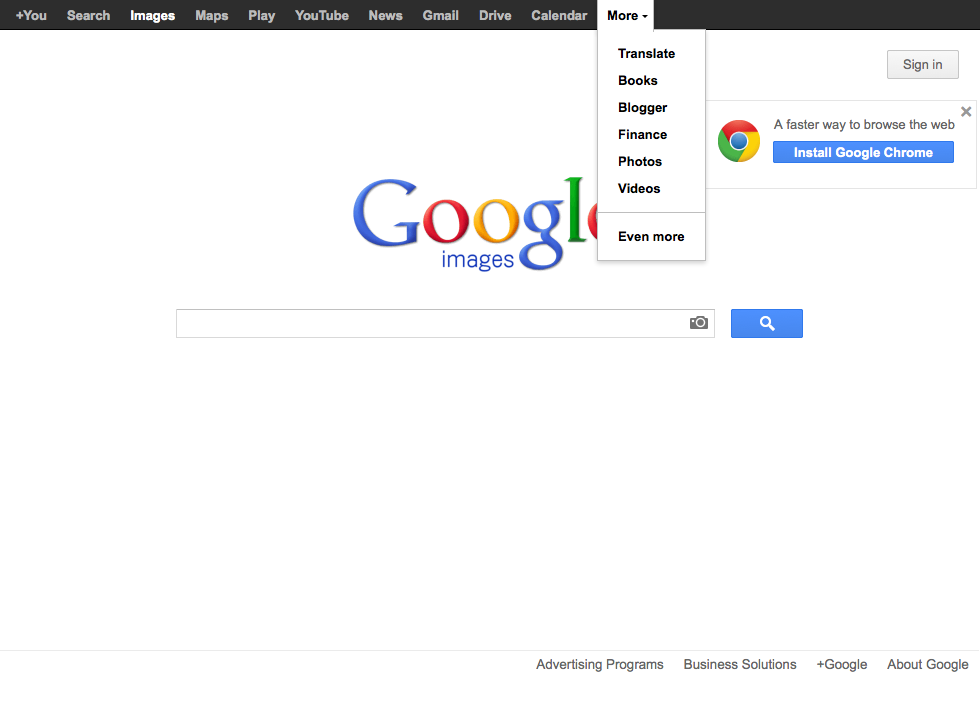 +You Search Images Maps Play YouTube News Gmail Drive Calendar More
Translate
Books
Blogger
Finance
Photos
Videos
Even more
Sign in
A faster way to browse the web
Install Google Chrome
Google
images
Advertising Programs Business Solutions +Google About Google